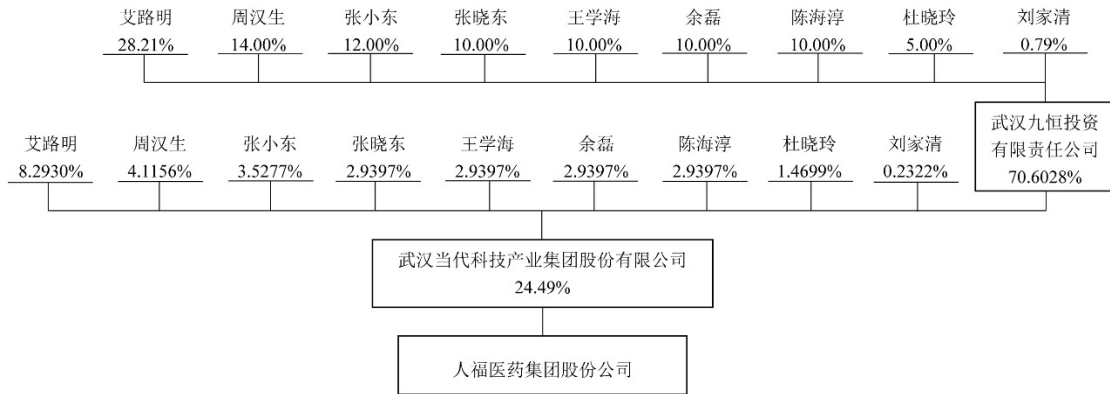 艾路明 周汉生 张小东 张晓东 王学海 余磊 陈海淳 杜晓玲 刘家清
28.21% 14.00% 12.00% 10.00% 10.00% 10.00% 10.00% 5.00% 0.79%
武汉九恒投资
有限责任公司
70.6028%
艾路明 周汉生 张小东 张晓东 王学海 余磊 陈海淳 杜晓玲 刘家清
8.2930% 4.1156% 3.5277% 2.9397% 2.9397% 2.9397% 2.9397% 1.4699% 0.2322%
武汉当代科技产业集团股份有限公司
24.49%
人福医药集团股份公司